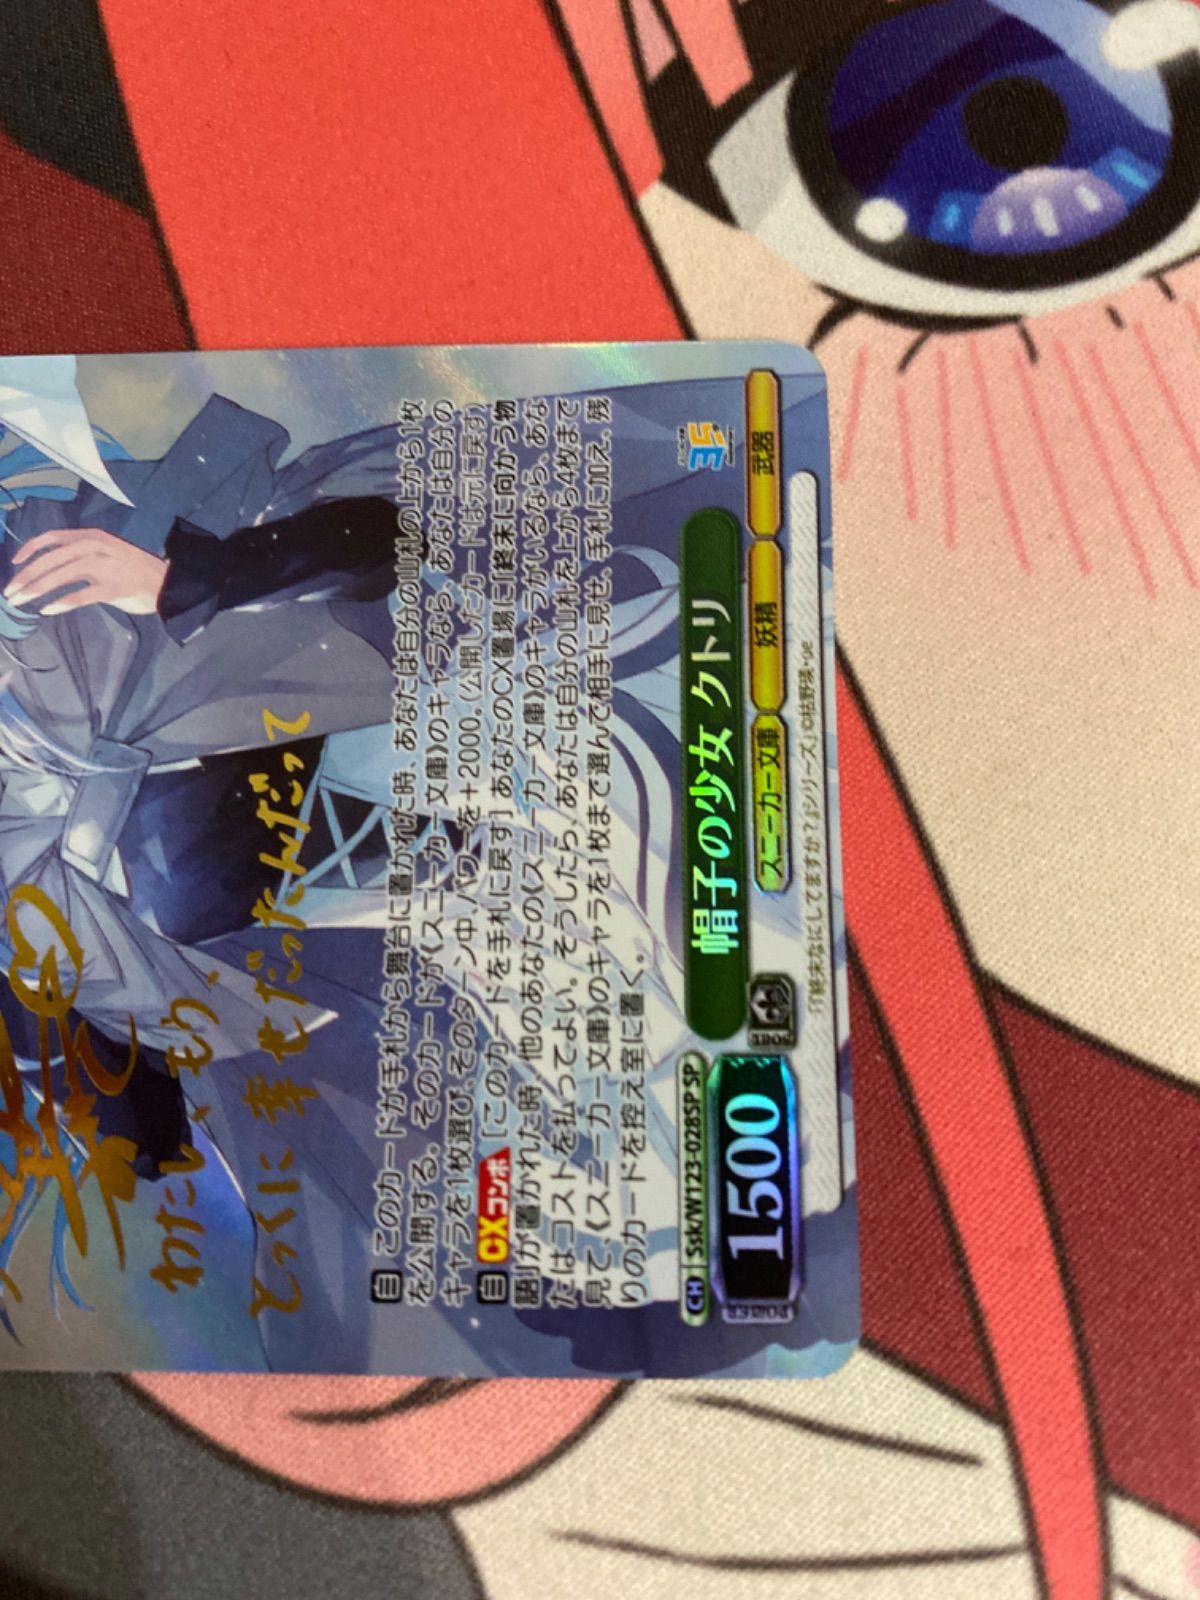 わたし、もう、
とっくに幸せだったんだって
自 このカードが手札から舞台に置かれた時、あなたは自分の山札の上から1枚
を公開する。そのカードが《スニーカー文庫》のキャラなら、あなたは自分の
キャラを1枚選び、そのターン中、パワーを+2000。(公開したカードは元に戻す)
自 CXコンボ [このカードを手札に戻す] あなたのCX置場に「終末に向かう物
語」が置かれた時、他のあなたの《スニーカー文庫》のキャラがいるなら、あな
たはコストを払ってよい。そうしたら、あなたは自分の山札を上から4枚まで
見て、《スニーカー文庫》のキャラを1枚まで選んで相手に見せ、手札に加え、残
りのカードを控え室に置く。
CH Ssk/W123-028SP SP
帽子の少女 クトリ
1500
POWER
SOUL
スニーカー文庫
妖精
武器
「『終末なにしてますか?』シリーズ」©枯野瑛・ue